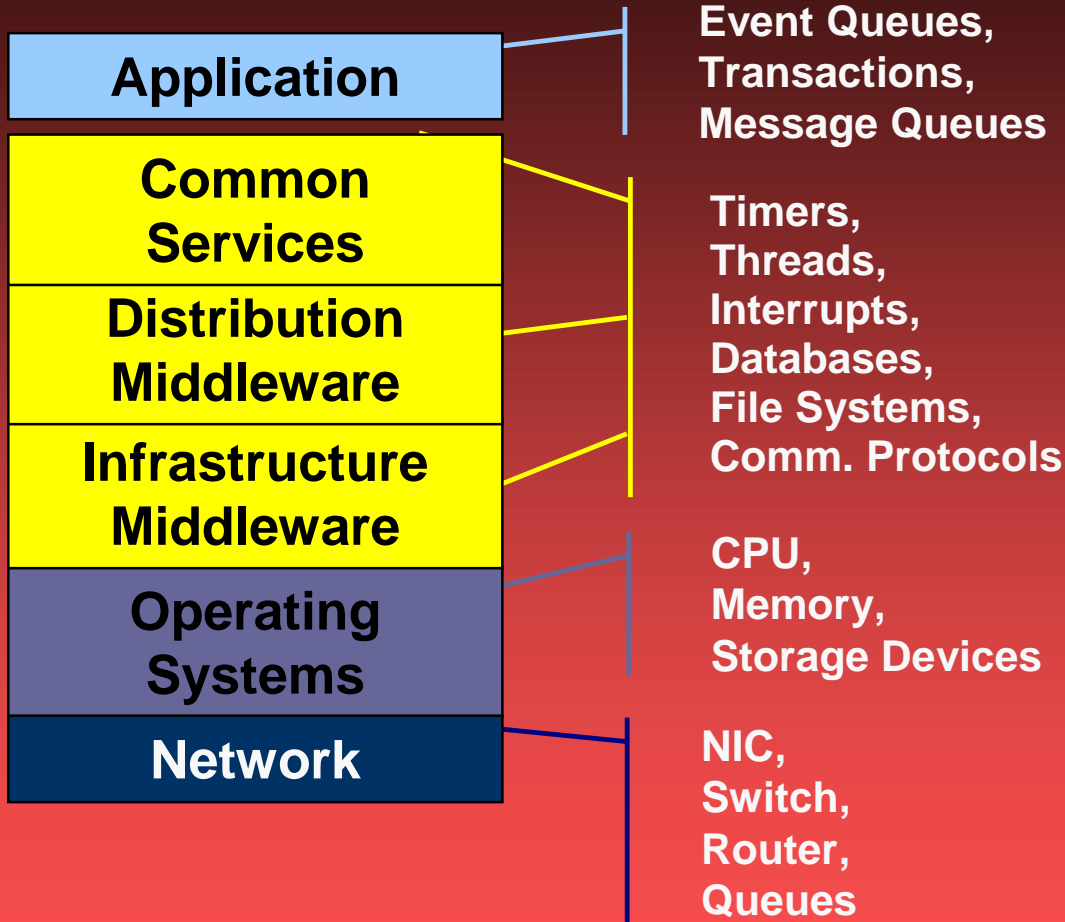 Application
Common
Services
Distribution
Middleware
Infrastructure
Middleware
Operating
Systems
Network
Event Queues,
Transactions,
Message Queues
Timers,
Threads,
Interrupts,
Databases,
File Systems,
Comm. Protocols
CPU,
Memory,
Storage Devices
NIC,
Switch,
Router,
Queues